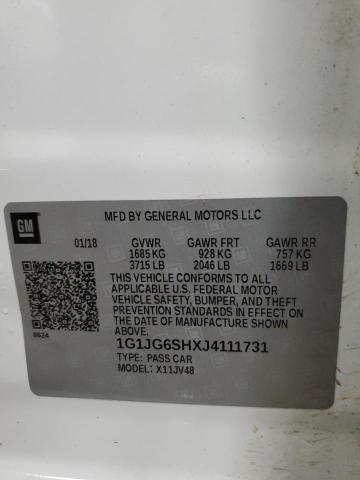 GM
MFD BY GENERAL MOTORS LLC
01/18 GVWR GAWR FRT GAWR RR
1685 KG 928 KG 757 KG
3715 LB 2046 LB 1669 LB
THIS VEHICLE CONFORMS TO ALL
APPLICABLE U.S. FEDERAL MOTOR
VEHICLE SAFETY, BUMPER, AND THEFT
PREVENTION STANDARDS IN EFFECT ON
THE DATE OF MANUFACTURE SHOWN ABOVE.
8624
1G1JG6SHXJ4111731
TYPE: PASS CAR
MODEL: X11JV48